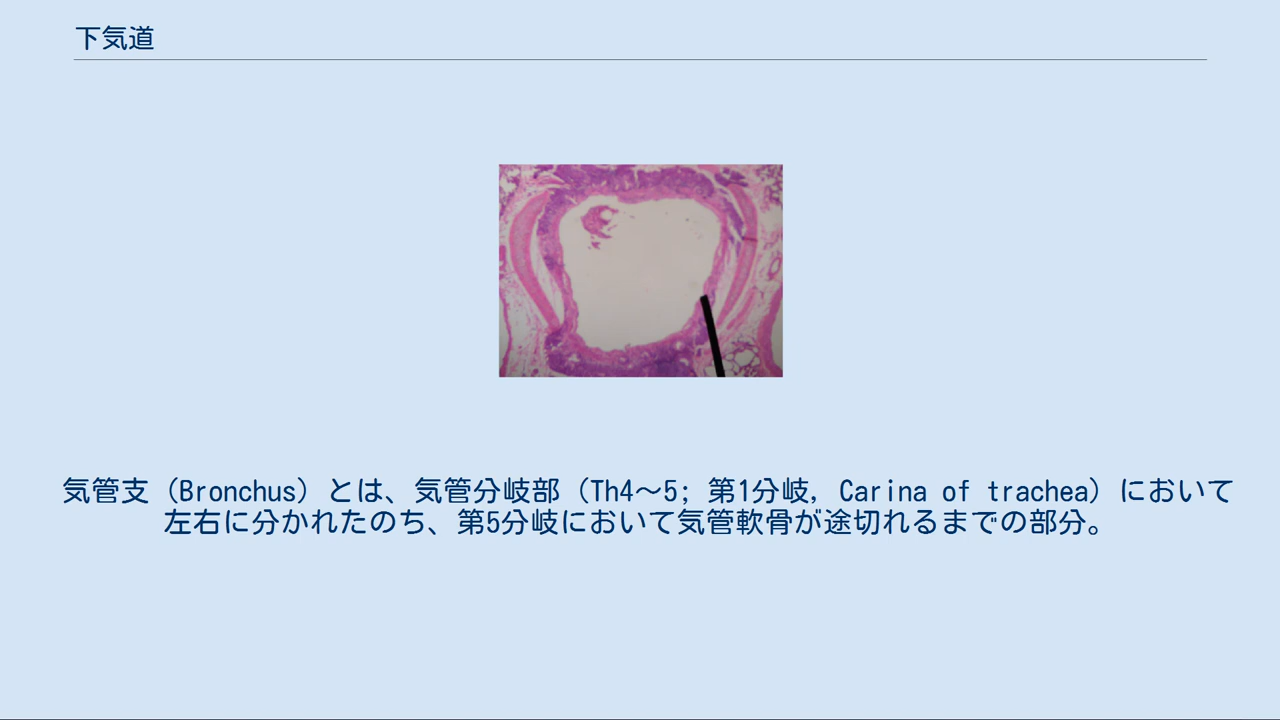 下気道
気管支（Bronchus）とは、気管分岐部（Th4～5; 第1分岐, Carina of trachea）において
左右に分かれたのち、第5分岐において気管軟骨が途切れるまでの部分。